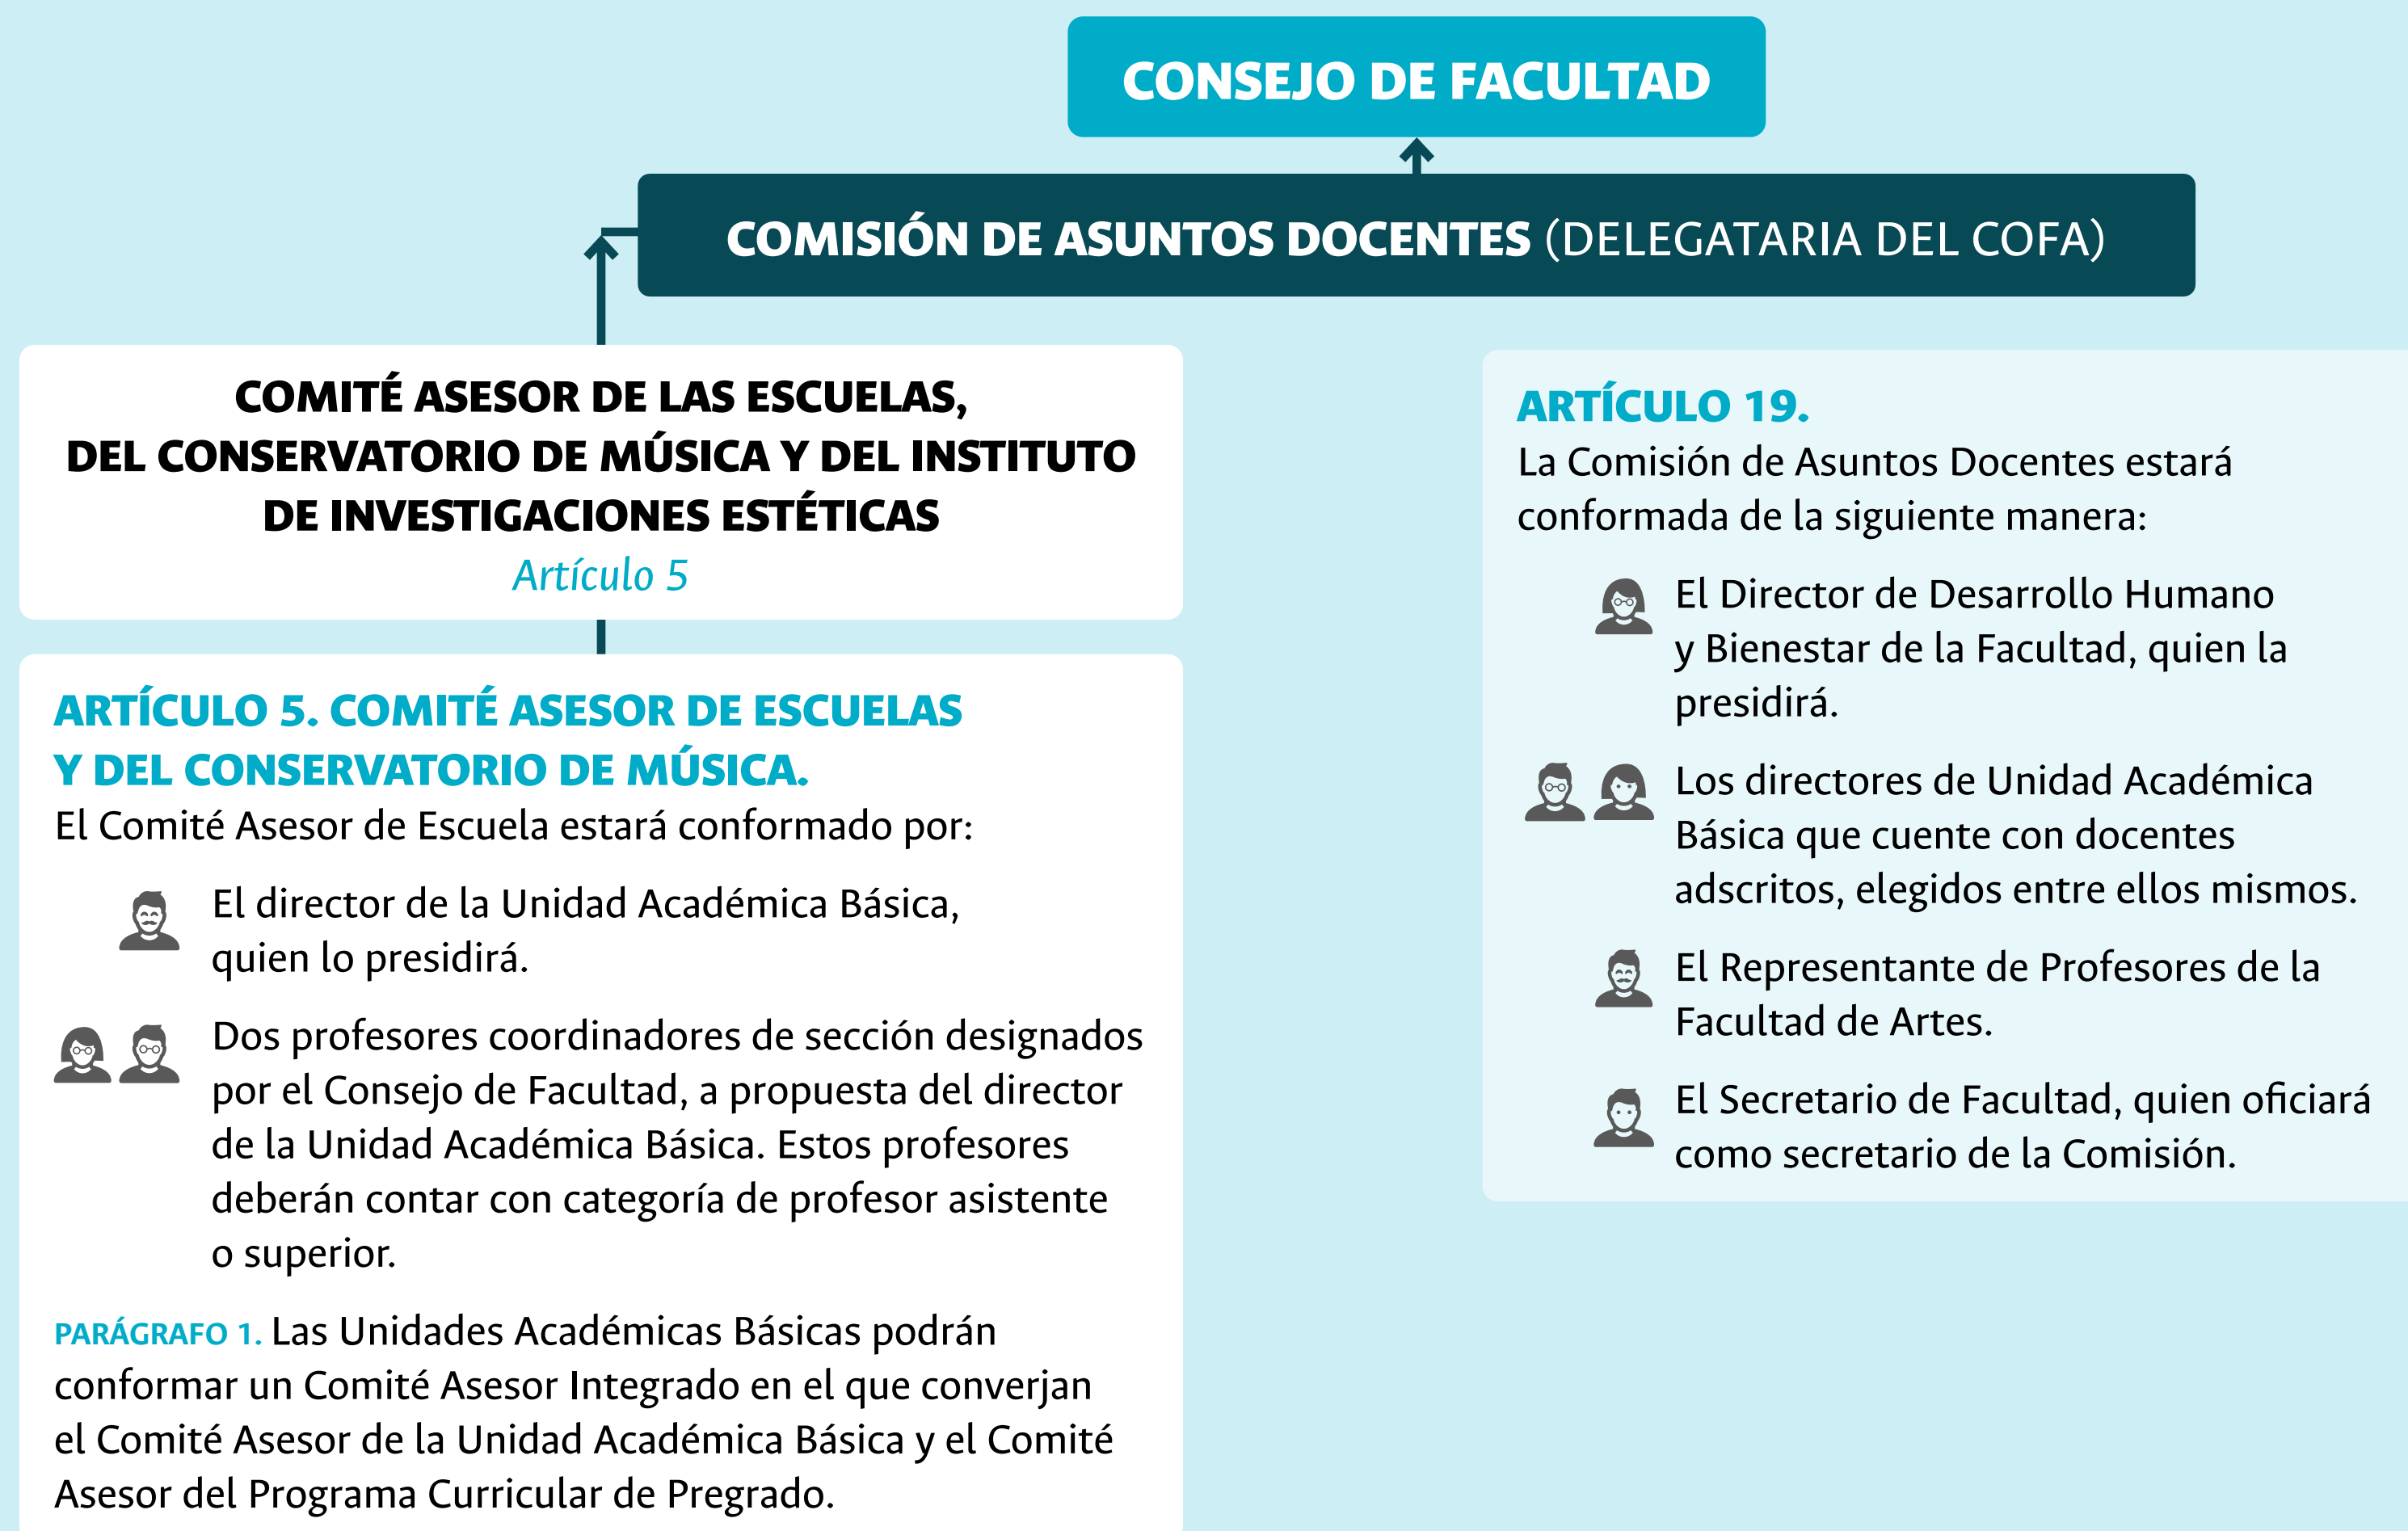 CONSEJO DE FACULTAD
COMISIÓN DE ASUNTOS DOCENTES (DELEGATARIA DEL COFA)
COMITÉ ASESOR DE LAS ESCUELAS,
DEL CONSERVATORIO DE MÚSICA Y DEL INSTITUTO
DE INVESTIGACIONES ESTÉTICAS
Artículo 5
ARTÍCULO 5. COMITÉ ASESOR DE ESCUELAS
Y DEL CONSERVATORIO DE MÚSICA.
El Comité Asesor de Escuela estará conformado por:
El director de la Unidad Académica Básica,
quien lo presidirá.
Dos profesores coordinadores de sección designados
por el Consejo de Facultad, a propuesta del director
de la Unidad Académica Básica. Estos profesores
deberán contar con categoría de profesor asistente
o superior.
PARÁGRAFO 1. Las Unidades Académicas Básicas podrán
conformar un Comité Asesor Integrado en el que converjan
el Comité Asesor de la Unidad Académica Básica y el Comité
Asesor del Programa Curricular de Pregrado.
ARTÍCULO 19.
La Comisión de Asuntos Docentes estará
conformada de la siguiente manera:
El Director de Desarrollo Humano
y Bienestar de la Facultad, quien la
presidirá.
Los directores de Unidad Académica
Básica que cuente con docentes
adscritos, elegidos entre ellos mismos.
El Representante de Profesores de la
Facultad de Artes.
El Secretario de Facultad, quien oficiará
como secretario de la Comisión.